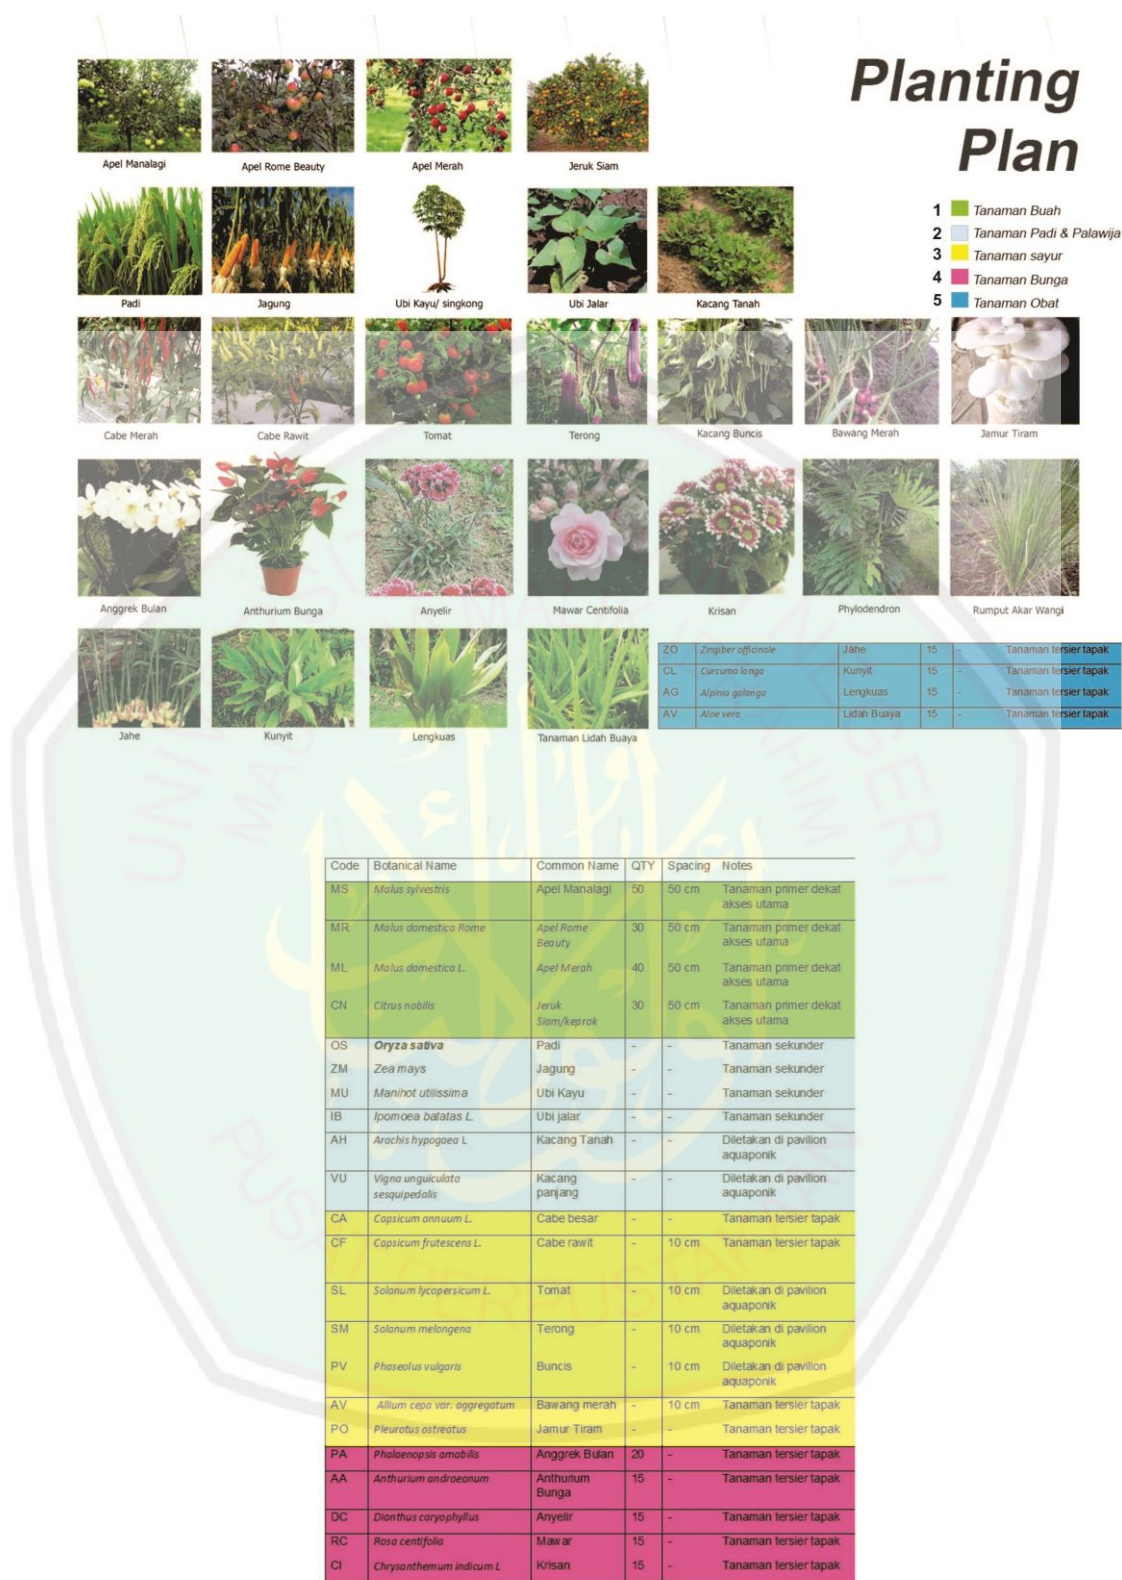 Planting
Plan
Apel Manalagi
Apel Rome Beauty
Apel Merah
Jeruk Siam
1 Tanaman Buah
2 Tanaman Padi & Palawija
3 Tanaman sayur
4 Tanaman Bunga
5 Tanaman Obat
Padi
Jagung
Ubi Kayu/ singkong
Ubi Jalar
Kacang Tanah
Cabe Merah
Cabe Rawit
Tomat
Terong
Kacang Buncis
Bawang Merah
Jamur Tiram
Anggrek Bulan
Anthurium Bunga
Anyelir
Mawar Centifolia
Krisan
Phylodendron
Rumput Akar Wangi
Jahe
Kunyit
Lengkuas
Tanaman Lidah Buaya
ZO Zingiber officinale Jahe 15 - Tanaman tersier tapak
CL Curcuma longa Kunyit 15 - Tanaman tersier tapak
AG Alpinia galanga Lengkuas 15 - Tanaman tersier tapak
AV Aloe vera Lidah Buaya 15 - Tanaman tersier tapak
Code Botanical Name Common Name QTY Spacing Notes
MS Malus sylvestris Apel Manalagi 50 50 cm Tanaman primer dekat
akses utama
MR Malus domestica Rome Apel Rome 30 50 cm Tanaman primer dekat
Beauty akses utama
ML Malus domestica L. Apel Merah 40 50 cm Tanaman primer dekat
akses utama
CN Citrus nobilis Jeruk 30 50 cm Tanaman primer dekat
Siam/keprok akses utama
OS Oryza sativa Padi - - Tanaman sekunder
ZM Zea mays Jagung - - Tanaman sekunder
MU Manihot utilissima Ubi Kayu - - Tanaman sekunder
IB Ipomoea batatas L. Ubi jalar - - Tanaman sekunder
AH Arachis hypogaea L Kacang Tanah - - Diletakan di pavilion
aquaponik
VU Vigna unguiculata Kacang - - Diletakan di pavilion
sesquipedalis panjang aquaponik
CA Capsicum annuum L. Cabe besar - - Tanaman tersier tapak
CF Capsicum frutescens L. Cabe rawit - 10 cm Tanaman tersier tapak
SL Solanum lycopersicum L. Tomat - 10 cm Diletakan di pavilion
aquaponik
SM Solanum melongena Terong - 10 cm Diletakan di pavilion
aquaponik
PV Phaseolus vulgaris Buncis - 10 cm Diletakan di pavilion
aquaponik
AV Allium cepa var. aggregatum Bawang merah - 10 cm Tanaman tersier tapak
PO Pleurotus ostreatus Jamur Tiram - - Tanaman tersier tapak
PA Phalaenopsis amabilis Anggrek Bulan 20 - Tanaman tersier tapak
AA Anthurium andraeanum Anthurium 15 - Tanaman tersier tapak
Bunga
DC Dianthus caryophyllus Anyelir 15 - Tanaman tersier tapak
RC Rosa centifolia Mawar 15 - Tanaman tersier tapak
CI Chrysanthemum indicum L Krisan 15 - Tanaman tersier tapak